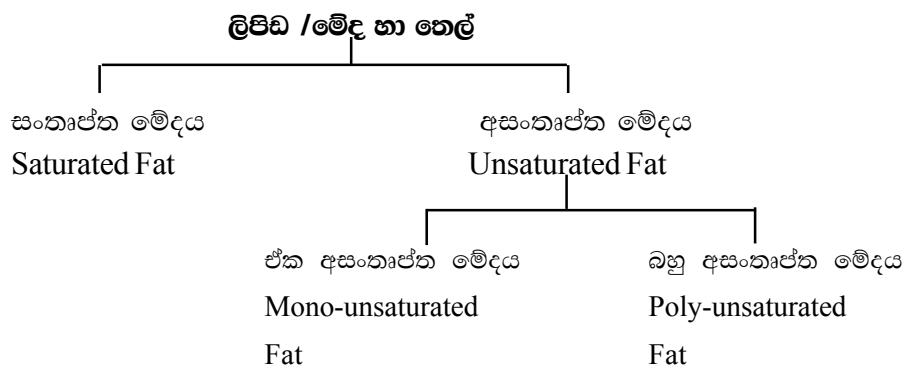 ලිපිඩ /මේද හා තෙල්
සංතෘප්ත මේදය
Saturated Fat
අසංතෘප්ත මේදය
Unsaturated Fat
ඒක අසංතෘප්ත මේදය
Mono-unsaturated
Fat
බහු අසංතෘප්ත මේදය
Poly-unsaturated
Fat